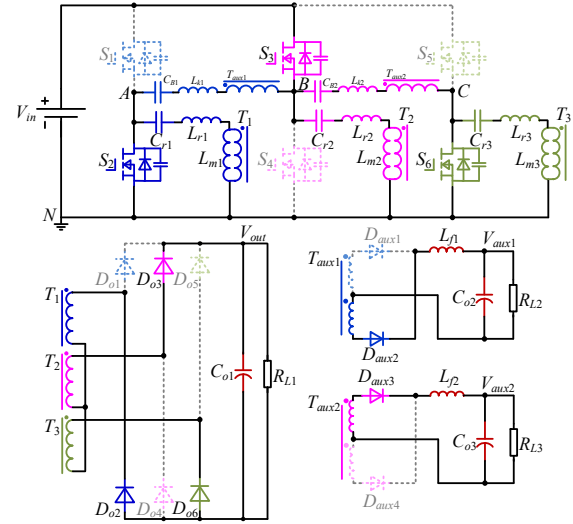 S1 S3 S5
CB1 Lk1 Taux1 CB2 Lk2 Taux2
A B C
Vin + Cr1 Lr1 T1 Cr2 Lr2 T2 Cr3 Lr3 T3
S2 Lm1 S4 Lm2 S6 Lm3
N
Vout
Do1 Do3 Do5
T1
T2
T3
Co1 RL1
Do2 Do4 Do6
Daux1 Lf1 Vaux1
Taux1
Co2 RL2
Daux2
Daux3 Lf2 Vaux2
Taux2
Co3 RL3
Daux4